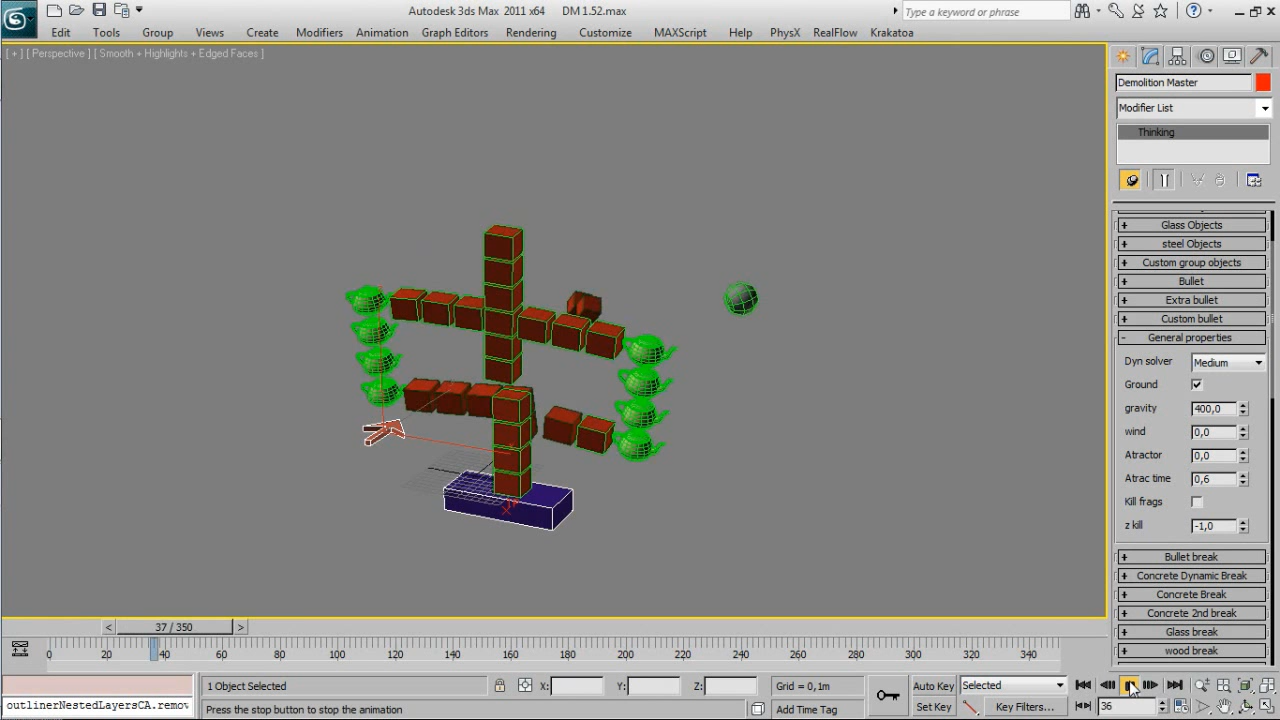 Autodesk 3ds Max 2011 x64 DM 1.52.max
Type a keyword or phrase
Edit Tools Group Views Create Modifiers Animation Graph Editors Rendering Customize MAXScript Help PhysX RealFlow Krakatoa
[ + ] [ Perspective ] [ Smooth + Highlights + Edged Faces ]
Demolition Master
Modifier List
Thinking
+ Glass Objects
+ steel Objects
+ Custom group objects
+ Bullet
+ Extra bullet
+ Custom bullet
- General properties
Dyn solver Medium
Ground
gravity 400,0
wind 0,0
Atractor 0,0
Atrac time 0,6
Kill frags
z kill -1,0
+ Bullet break
+ Concrete Dynamic Break
+ Concrete Break
+ Concrete 2nd break
+ Glass break
+ wood break
< 37 / 350 >
0 20 40 60 80 100 120 140 160 180 200 220 240 260 280 300 320 340
1 Object Selected X: Y: Z: Grid = 0,1m Auto Key Selected
outlinerNestedLayersCA.remov Press the stop button to stop the animation Add Time Tag Set Key Key Filters... 36